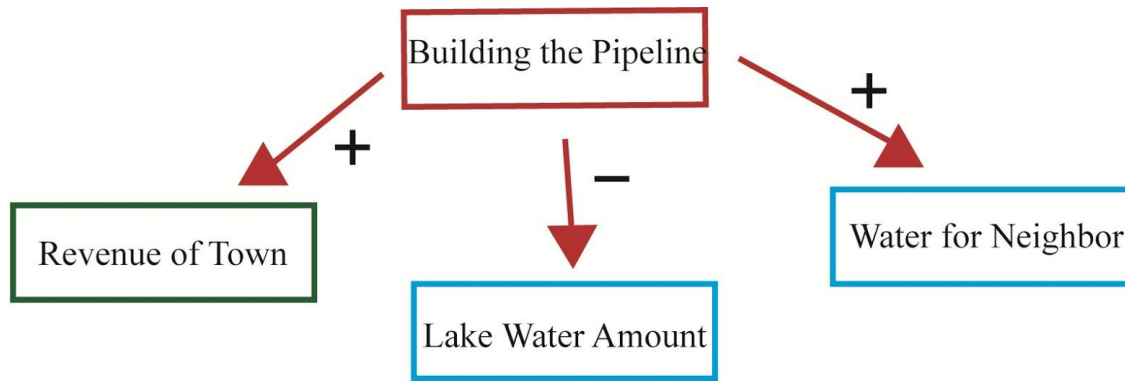 Building the Pipeline
+
+
−
Revenue of Town
Water for Neighbor
Lake Water Amount